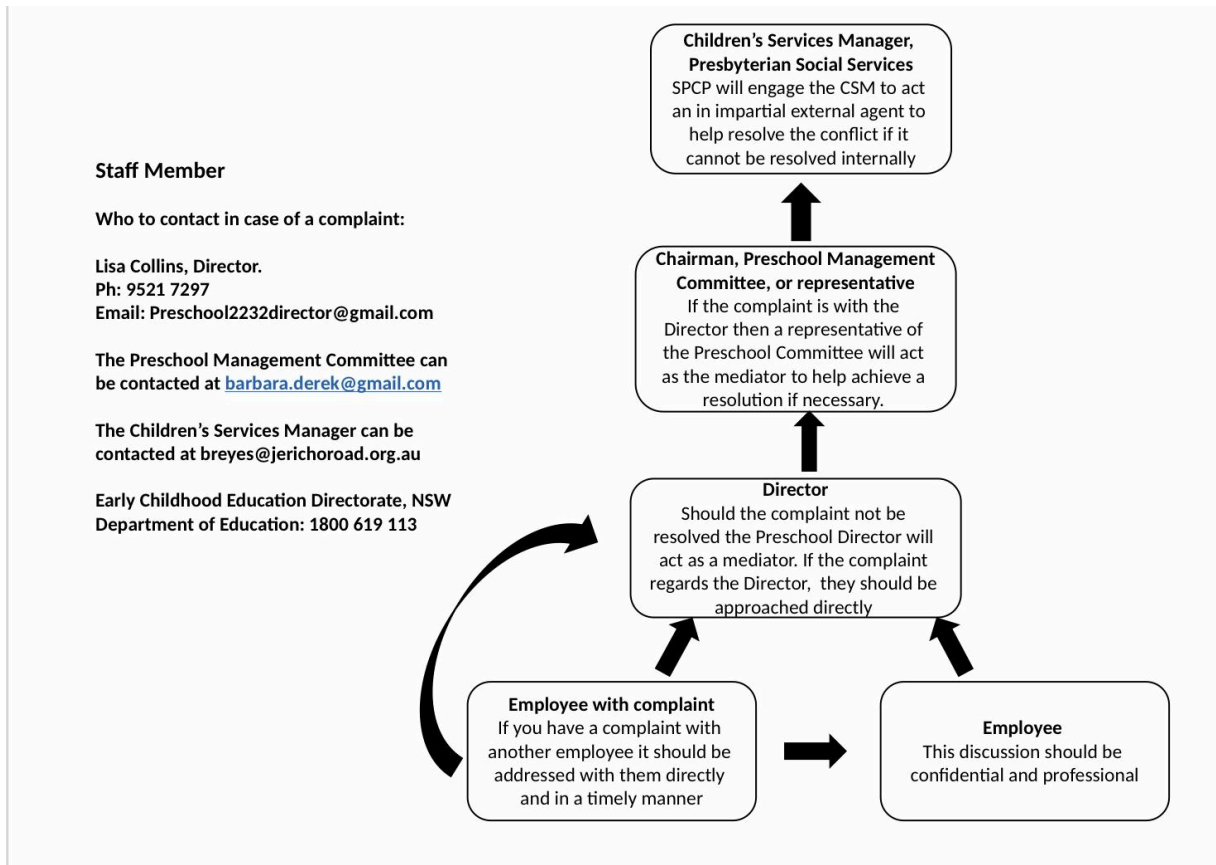 Children’s Services Manager,
Presbyterian Social Services
SPCP will engage the CSM to act
an in impartial external agent to
help resolve the conflict if it
cannot be resolved internally
Staff Member
Who to contact in case of a complaint:
Lisa Collins, Director.
Ph: 9521 7297
Email: Preschool2232director@gmail.com
The Preschool Management Committee can
be contacted at barbara.derek@gmail.com
The Children’s Services Manager can be
contacted at breyes@jerichoroad.org.au
Early Childhood Education Directorate, NSW
Department of Education: 1800 619 113
Chairman, Preschool Management
Committee, or representative
If the complaint is with the
Director then a representative of
the Preschool Committee will act
as the mediator to help achieve a
resolution if necessary.
Director
Should the complaint not be
resolved the Preschool Director will
act as a mediator. If the complaint
regards the Director,  they should be
approached directly
Employee with complaint
If you have a complaint with
another employee it should be
addressed with them directly
and in a timely manner
Employee
This discussion should be
confidential and professional